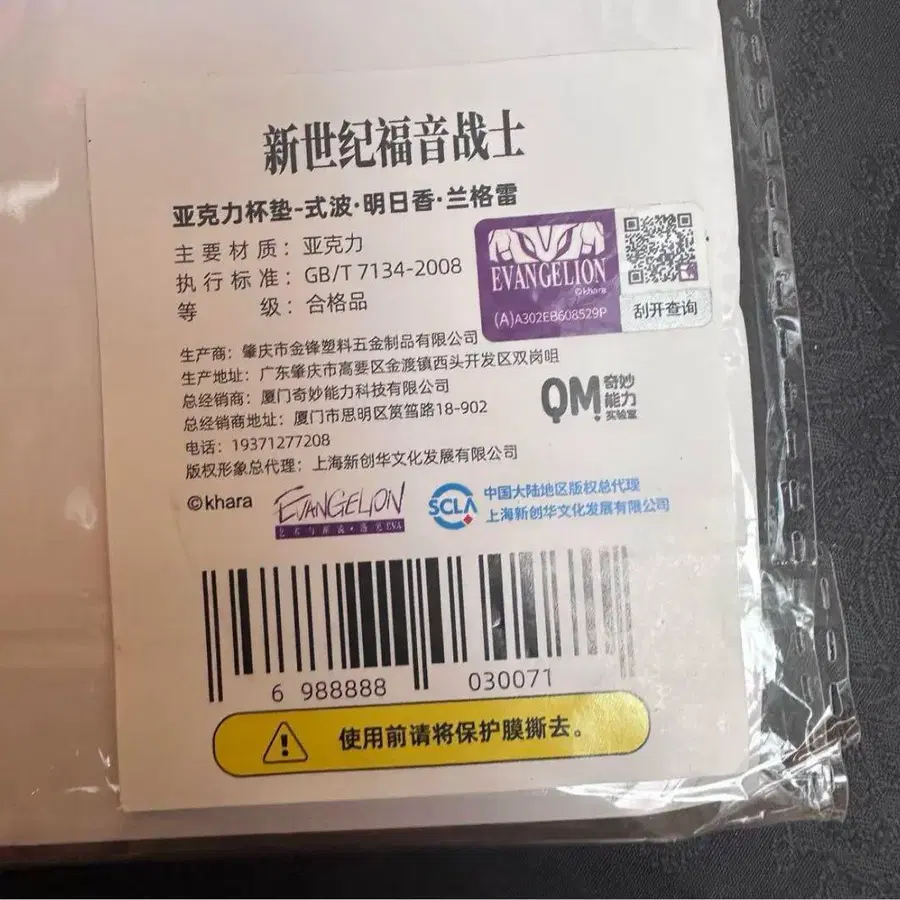 新世纪福音战士
亚克力杯垫-式波·明日香·兰格雷
主要材质：亚克力
执行标准：GB/T 7134-2008
等级：合格品
EVANGELION
©khara
(A)A302EB608529P
刮开查询
生产商：肇庆市金锋塑料五金制品有限公司
生产地址：广东肇庆市高要区金渡镇西头开发区双岗咀
总经销商：厦门奇妙能力科技有限公司
总经销商地址：厦门市思明区篔筜路18-902
电话：19371277208
版权形象总代理：上海新创华文化发展有限公司
QM
奇妙
能力
实验室
©khara
EVANGELION
SCLA
中国大陆地区版权总代理
上海新创华文化发展有限公司
6 988888 030071
使用前请将保护膜撕去。